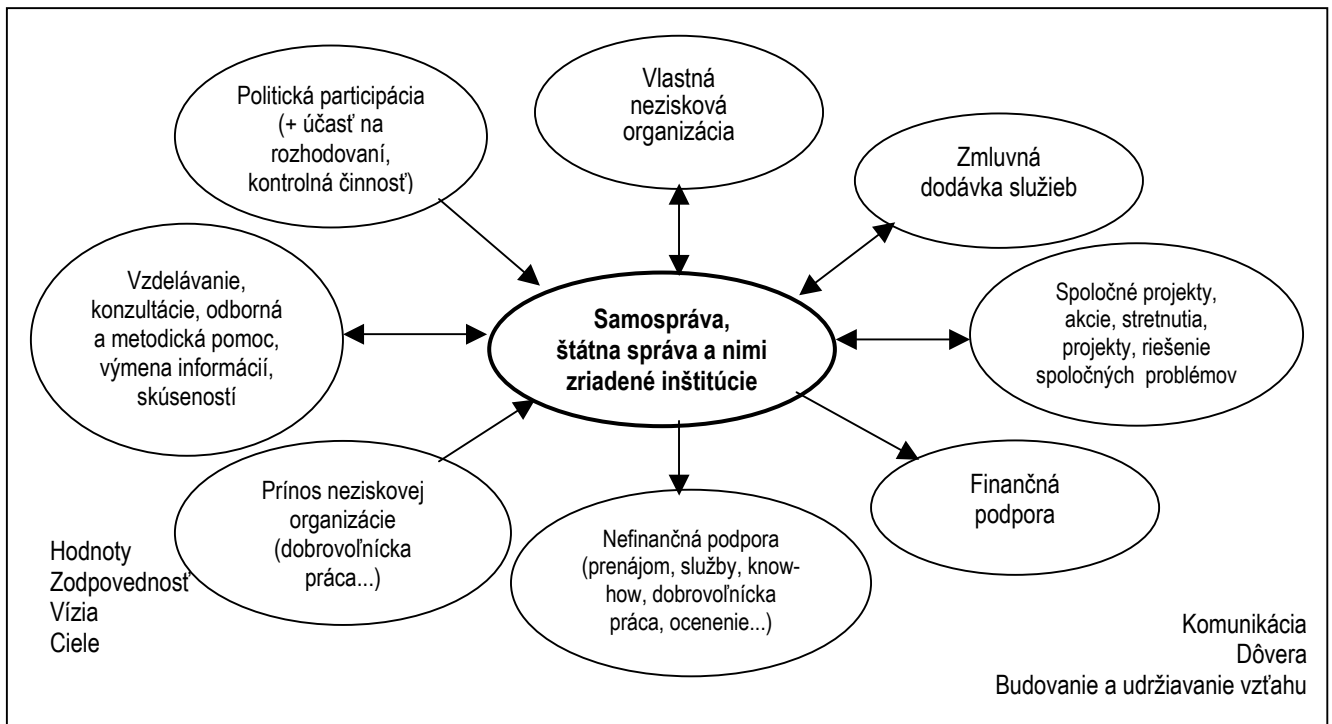 Politická participácia
(+ účasť na
rozhodovaní,
kontrolná činnosť)
Vlastná
nezisková
organizácia
Zmluvná
dodávka služieb
Vzdelávanie,
konzultácie, odborná
a metodická pomoc,
výmena informácií,
skúseností
Samospráva,
štátna správa a nimi
zriadené inštitúcie
Spoločné projekty,
akcie, stretnutia,
projekty, riešenie
spoločných problémov
Prínos neziskovej
organizácie
(dobrovoľnícka
práca...)
Nefinančná podpora
(prenájom, služby, know-
how, dobrovoľnícka
práca, ocenenie...)
Finančná
podpora
Hodnoty
Zodpovednosť
Vízia
Ciele
Komunikácia
Dôvera
Budovanie a udržiavanie vzťahu